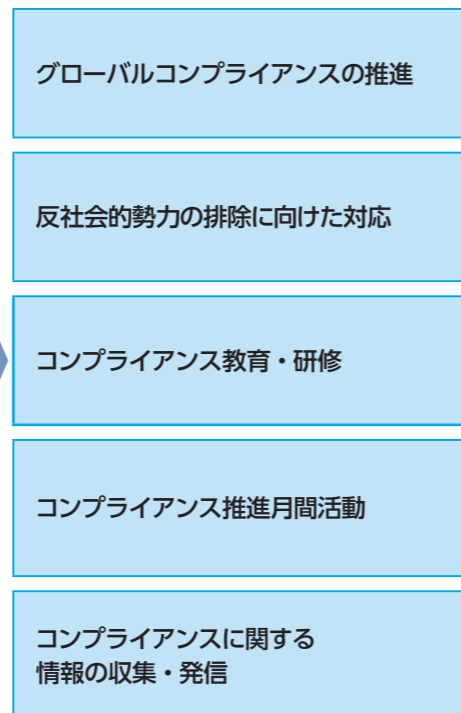 グローバルコンプライアンスの推進
反社会的勢力の排除に向けた対応
コンプライアンス教育・研修
コンプライアンス推進月間活動
コンプライアンスに関する
情報の収集・発信